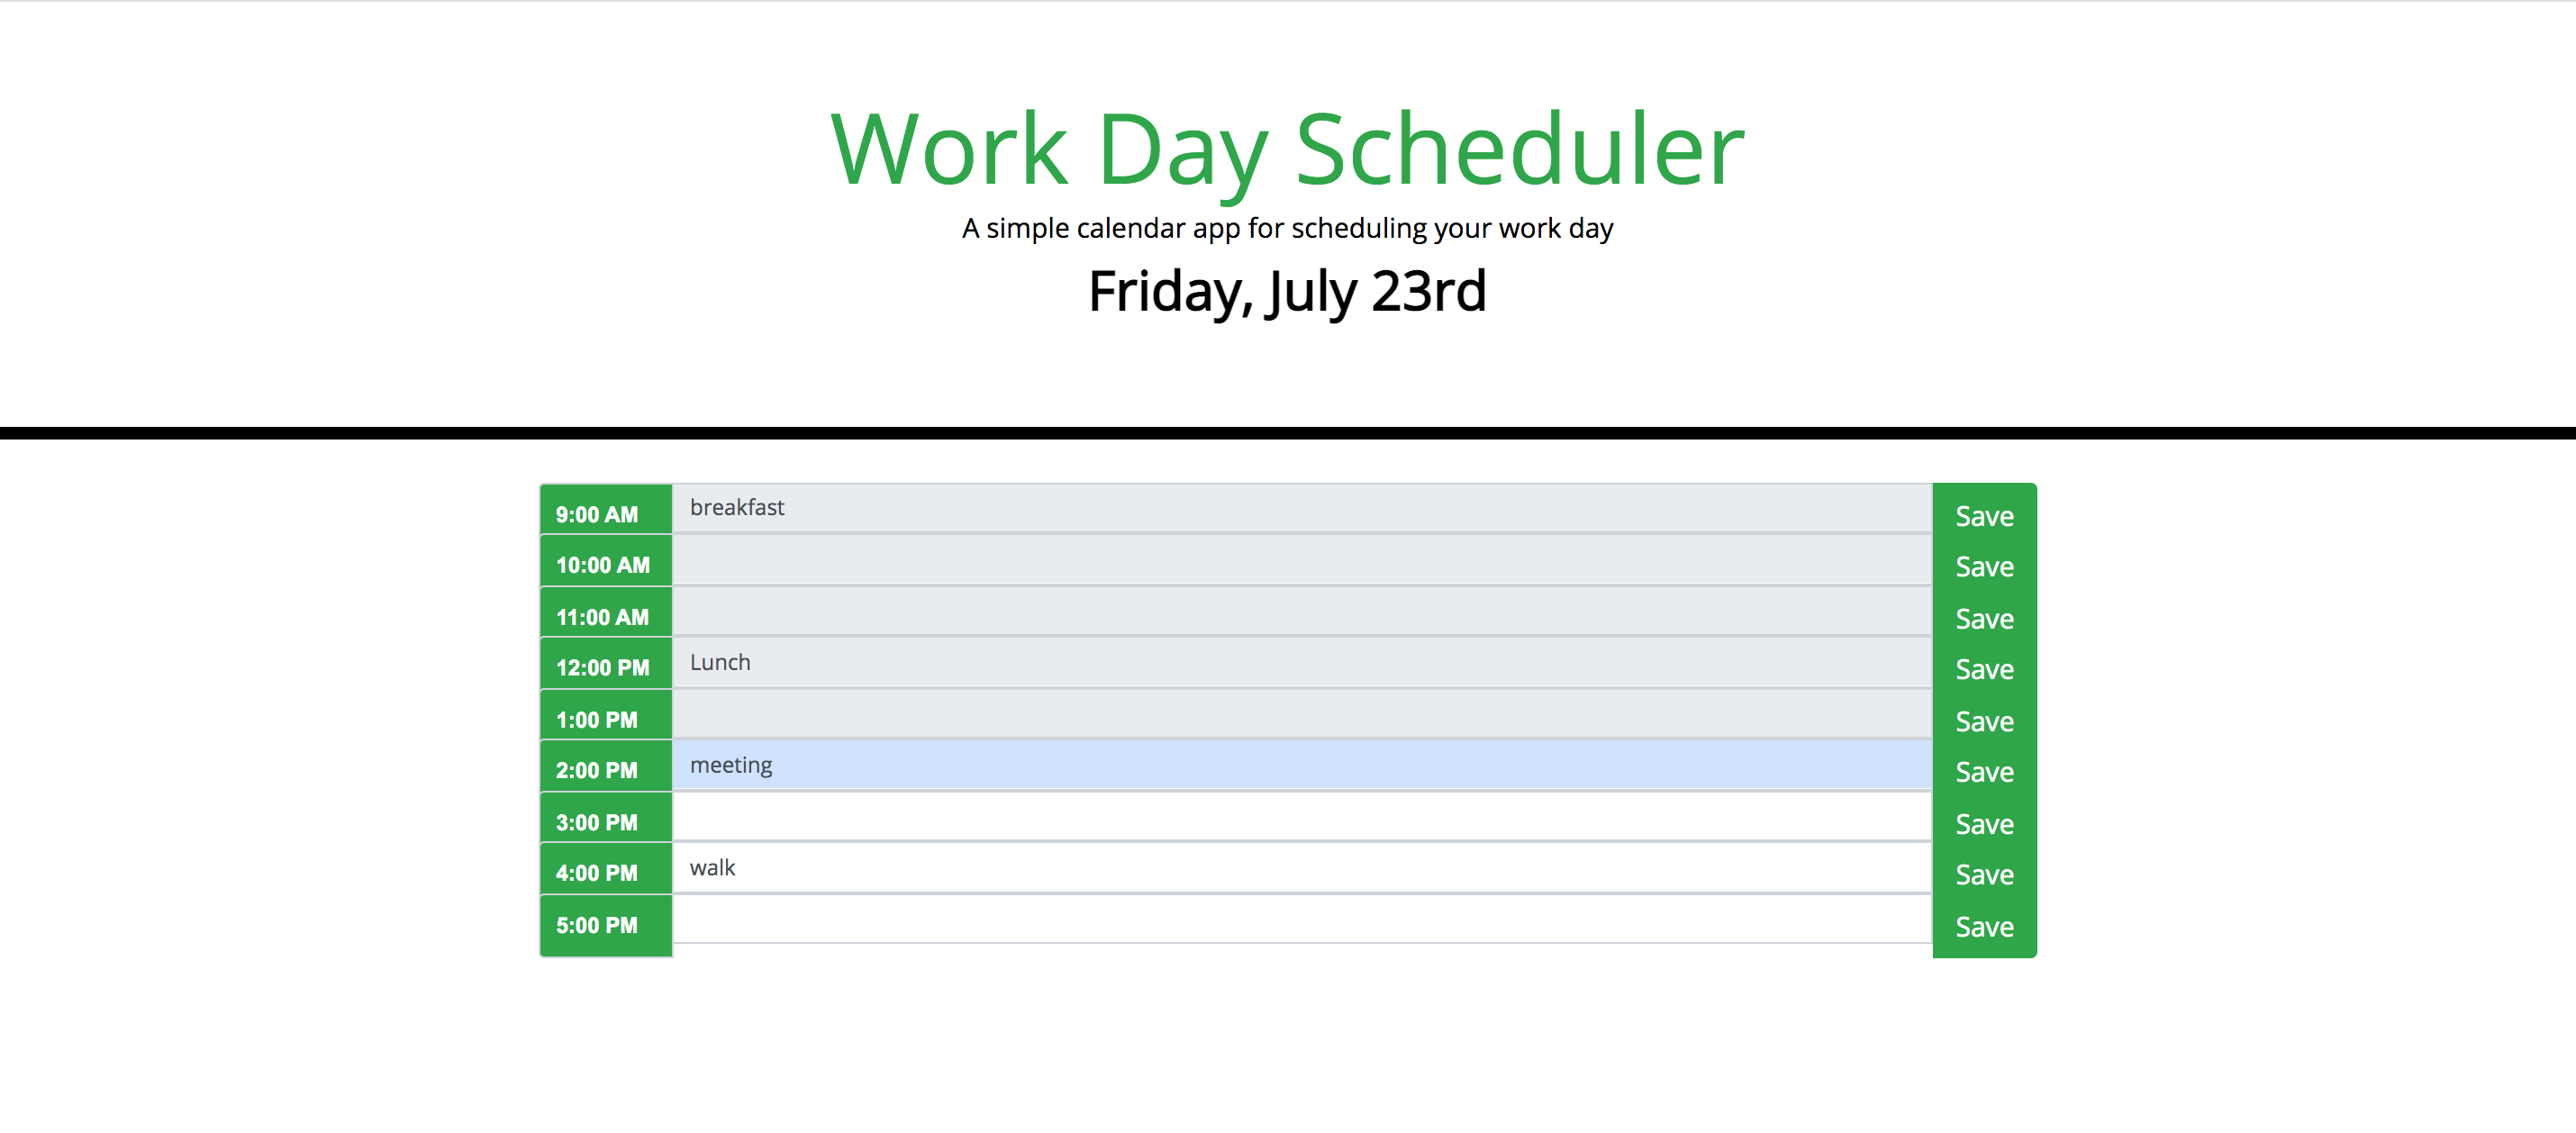 Work Day Scheduler
A simple calendar app for scheduling your work day
Friday, July 23rd
9:00 AM breakfast Save
10:00 AM Save
11:00 AM Save
12:00 PM Lunch Save
1:00 PM Save
2:00 PM meeting Save
3:00 PM Save
4:00 PM walk Save
5:00 PM Save